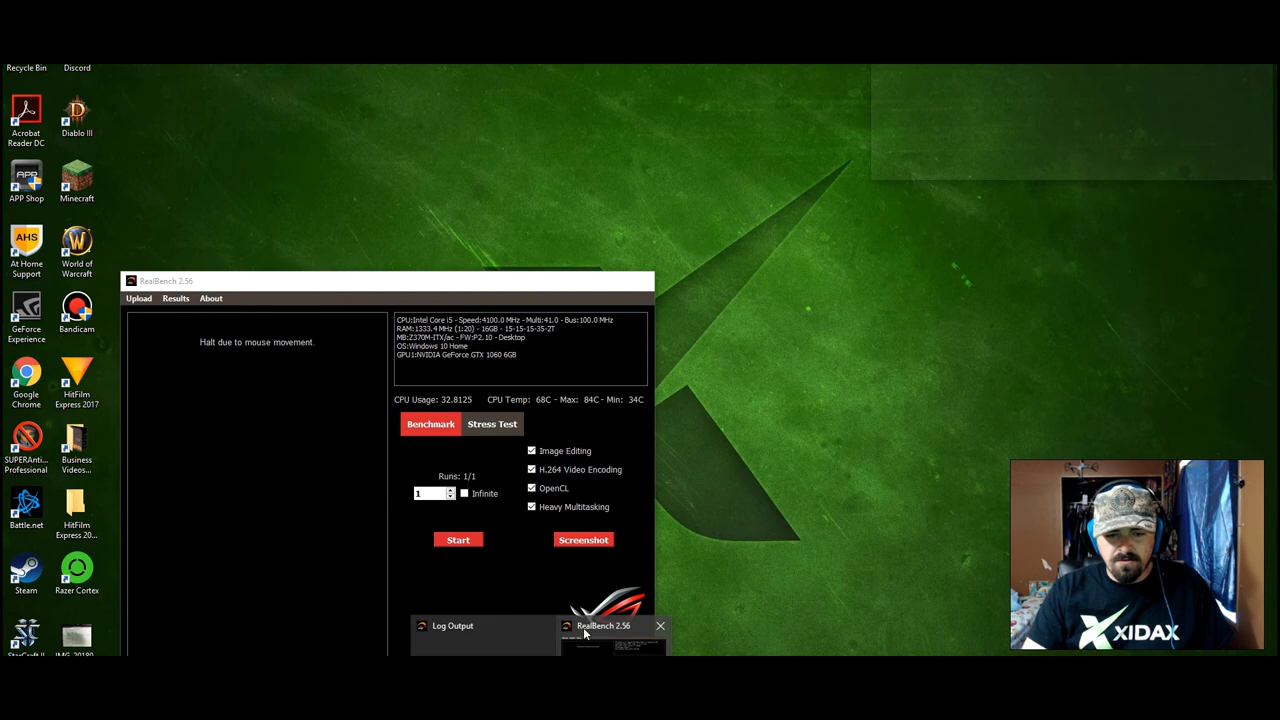 Recycle Bin
Discord
Acrobat
Reader DC
Diablo III
APP
APP Shop
Minecraft
AHS
At Home
Support
World of
Warcraft
GeForce
Experience
Bandicam
Google
Chrome
HitFilm
Express 2017
SUPERAnti...
Professional
Business
Videos...
Battle.net
HitFilm
Express 20...
Steam
Razer Cortex
StarCraft II
RealBench 2.56
Upload Results About
Halt due to mouse movement.
CPU:Intel Core i5 - Speed:4100.0 MHz - Multi:41.0 - Bus:100.0 MHz
RAM:1333.4 MHz (1:20) - 16GB - 15-15-15-35-2T
MB:Z370M-ITX/ac - FW:P2.10 - Desktop
OS:Windows 10 Home
GPU1:NVIDIA GeForce GTX 1060 6GB
CPU Usage: 32.8125 CPU Temp: 68C - Max: 84C - Min: 34C
Benchmark Stress Test
Image Editing
H.264 Video Encoding
OpenCL
Heavy Multitasking
Runs: 1/1
1
Infinite
Start
Screenshot
Log Output
RealBench 2.56
XIDAX